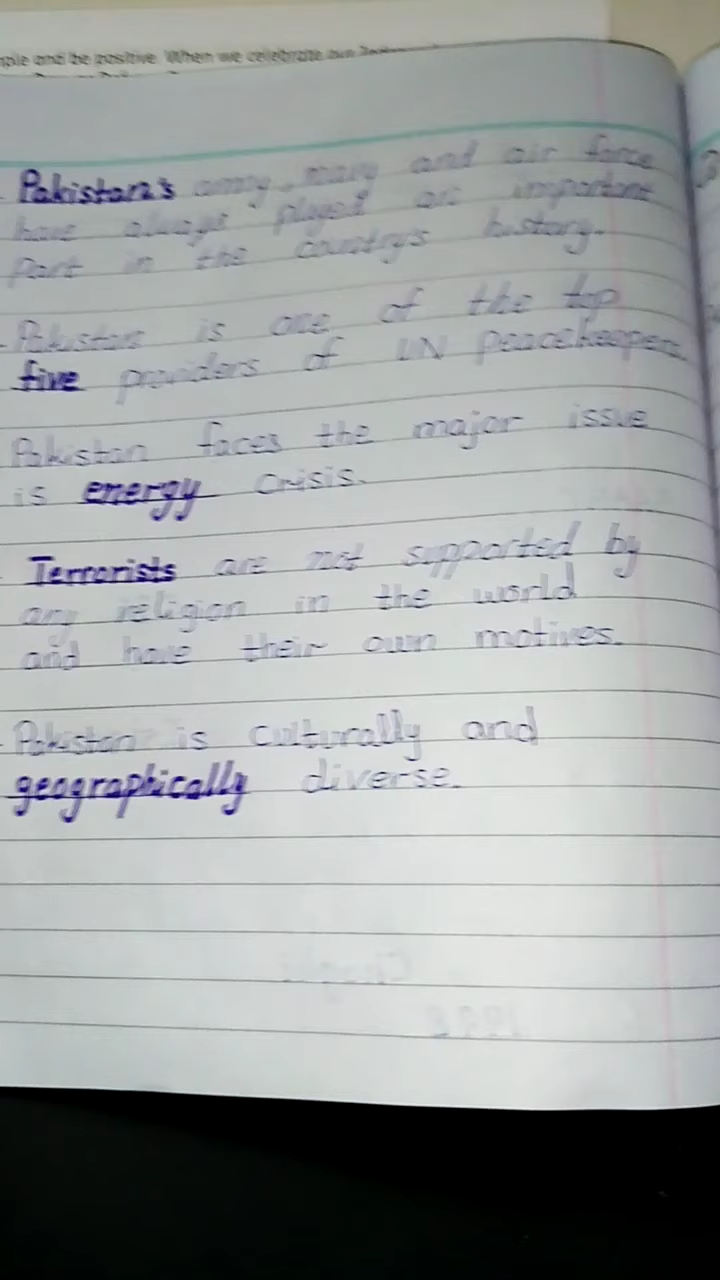 and be positive. When we celebrate our
Pakistan's army, navy and air force
have always played an important
part in the country's history.
- Pakistan is one of the top
five providers of UN peacekeepers.
Pakistan faces the major issue
is energy crisis.
- Terrorists are not supported by
any religion in the world
and have their own motives.
- Pakistan is culturally and
geographically diverse.